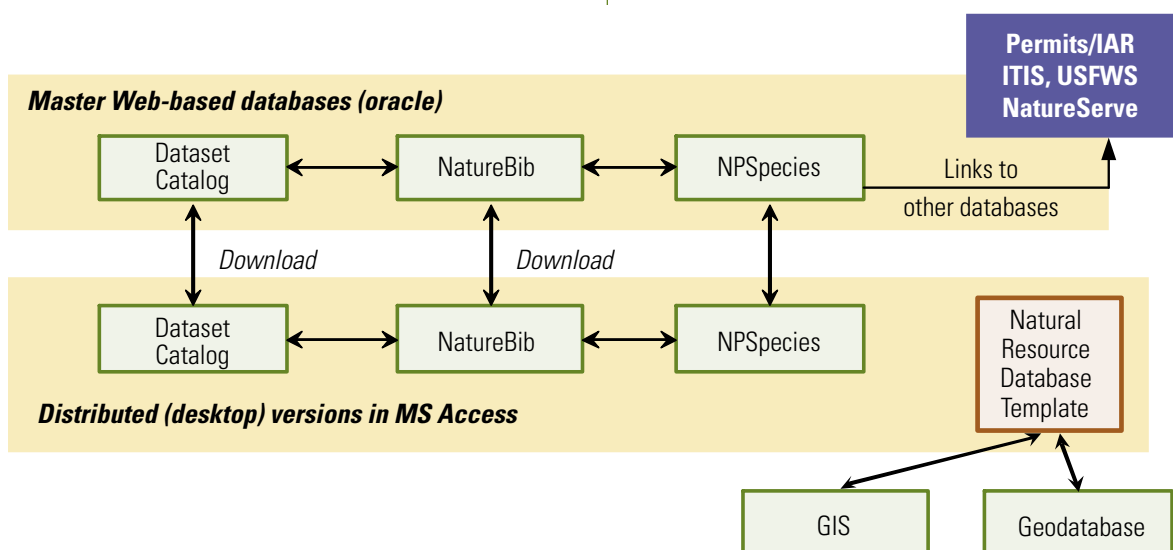 Permits/IAR
ITIS, USFWS
NatureServe
Master Web-based databases (oracle)
Dataset
Catalog
NatureBib
NPSpecies
Links to
other databases
Download
Download
Dataset
Catalog
NatureBib
NPSpecies
Natural
Resource
Database
Template
Distributed (desktop) versions in MS Access
GIS
Geodatabase